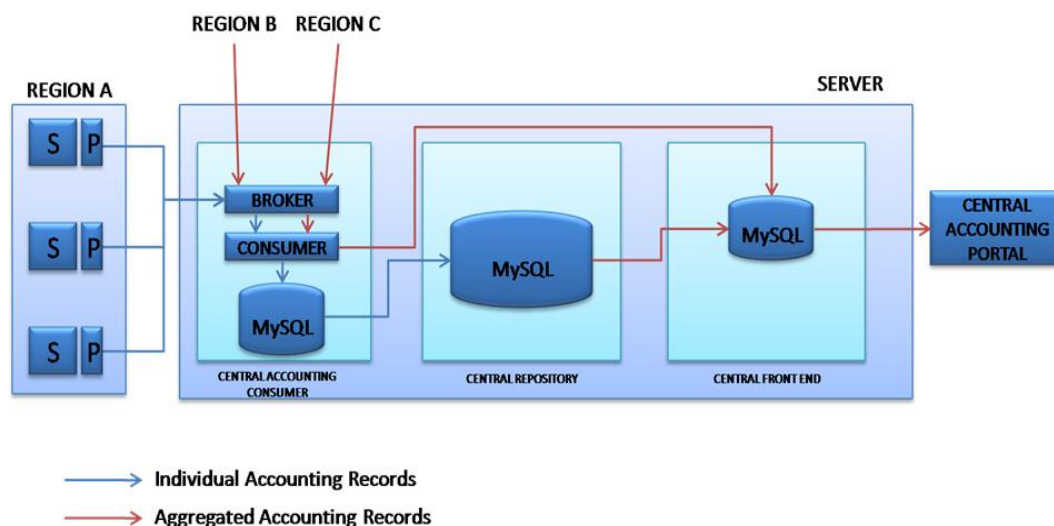 REGION B
REGION C
REGION A
SERVER
S
P
S
P
S
P
BROKER
CONSUMER
MySQL
MySQL
MySQL
CENTRAL
ACCOUNTING
PORTAL
CENTRAL ACCOUNTING
CONSUMER
CENTRAL REPOSITORY
CENTRAL FRONT END
Individual Accounting Records
Aggregated Accounting Records